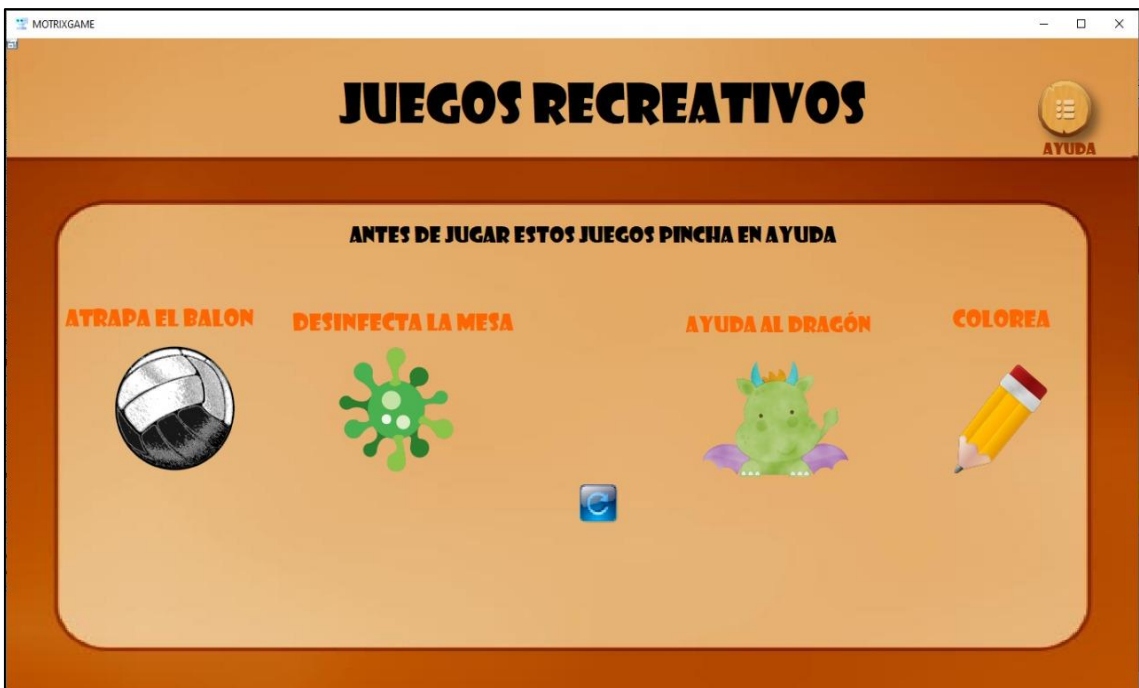 MOTRIXGAME
JUEGOS RECREATIVOS
AYUDA
ANTES DE JUGAR ESTOS JUEGOS PINCHA EN AYUDA
ATRAPA EL BALON
DESINFECTA LA MESA
AYUDA AL DRAGÓN
COLOREA